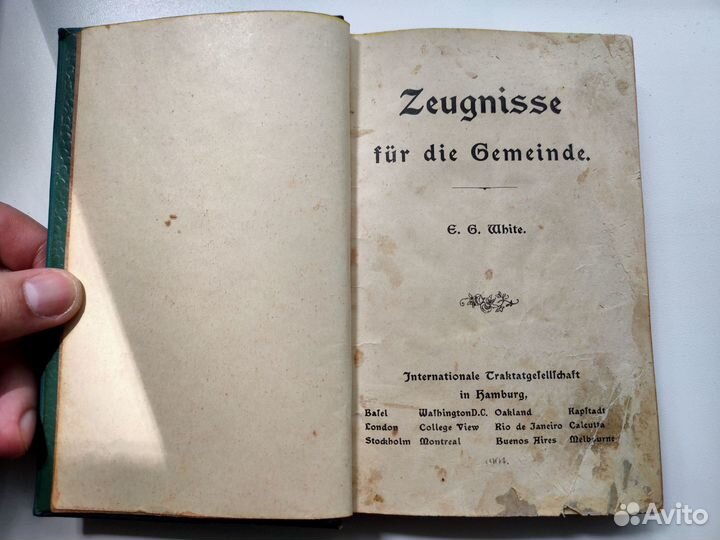 Zeugnisse
für die Gemeinde.
E. G. White.
Internationale Traktatgesellschaft
in Hamburg,
Basel Washington D.C. Oakland Kapstadt
London College View Rio de Janeiro Calcutta
Stockholm Montreal Buenos Aires Melbourne
1904.
Avito